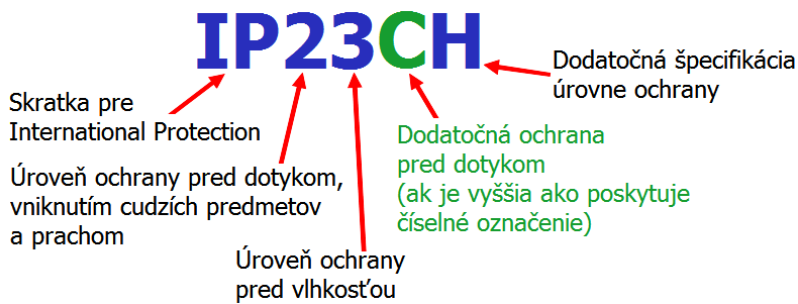 IP23CH
Skratka pre
International Protection
Úroveň ochrany pred dotykom,
vniknutím cudzích predmetov
a prachom
Úroveň ochrany
pred vlhkosťou
Dodatočná ochrana
pred dotykom
(ak je vyššia ako poskytuje
číselné označenie)
Dodatočná špecifikácia
úrovne ochrany